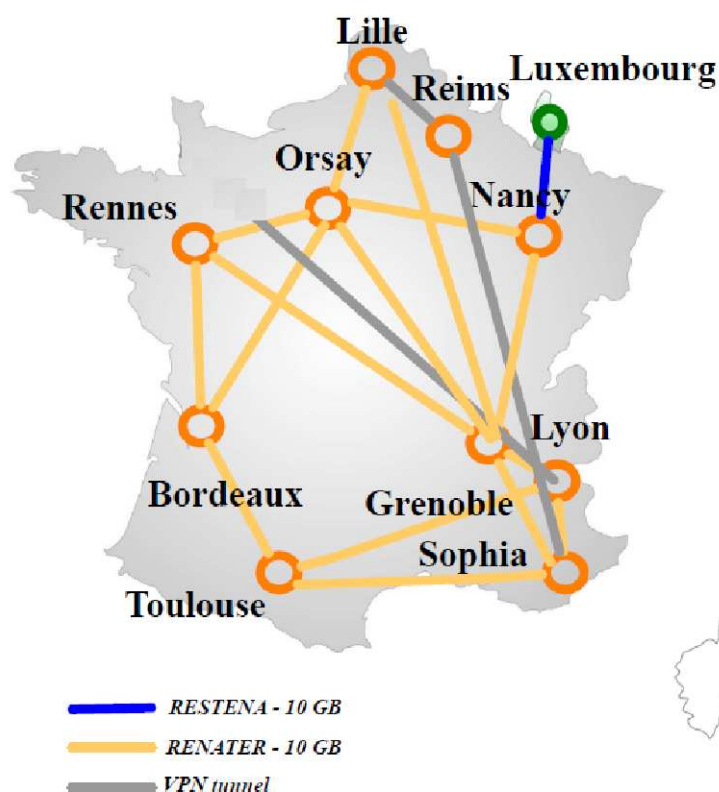 Lille
Luxembourg
Reims
Orsay
Nancy
Rennes
Lyon
Bordeaux
Grenoble
Sophia
Toulouse
RESTENA - 10 GB
RENATER - 10 GB
VPN tunnel